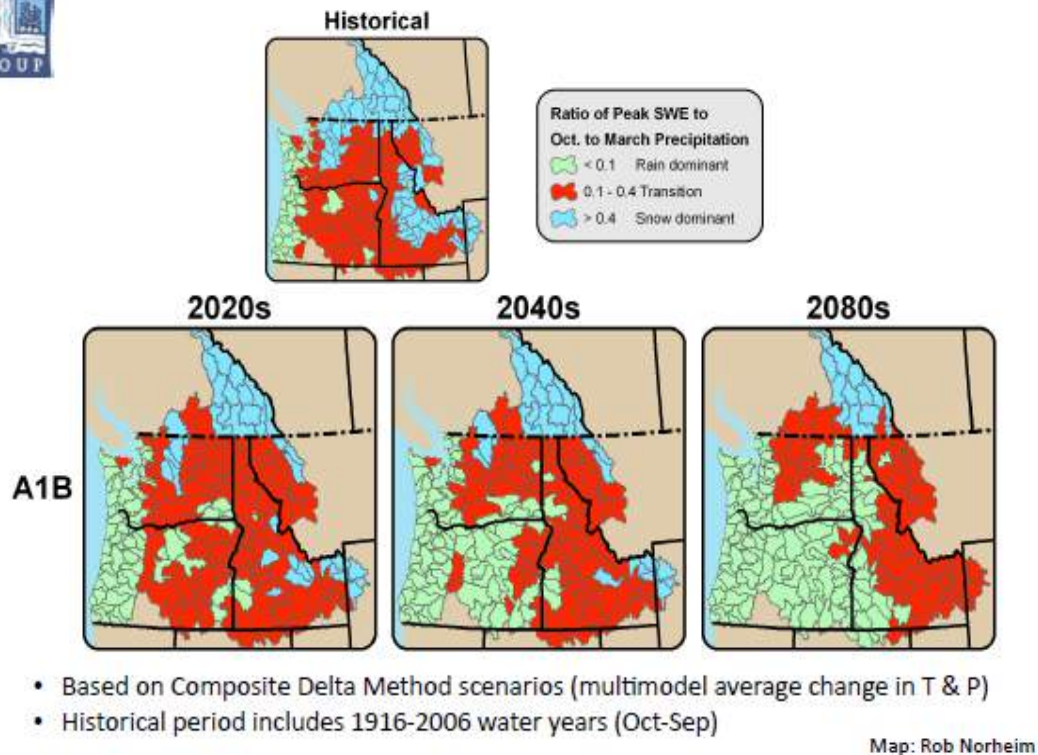 OUP
Historical
Ratio of Peak SWE to
Oct. to March Precipitation
< 0.1 Rain dominant
0.1 - 0.4 Transition
> 0.4 Snow dominant
2020s 2040s 2080s
A1B
• Based on Composite Delta Method scenarios (multimodel average change in T & P)
• Historical period includes 1916-2006 water years (Oct-Sep)
Map: Rob Norheim